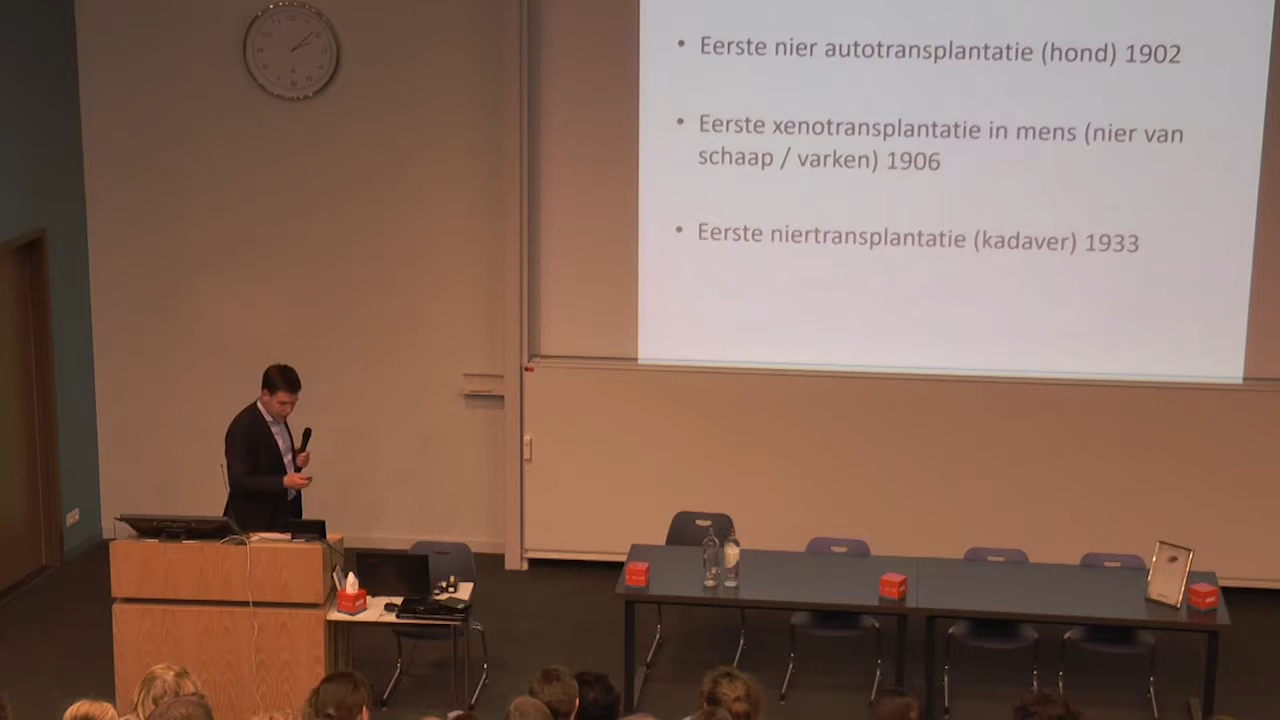 • Eerste nier autotransplantatie (hond) 1902
• Eerste xenotransplantatie in mens (nier van
schaap / varken) 1906
• Eerste niertransplantatie (kadaver) 1933